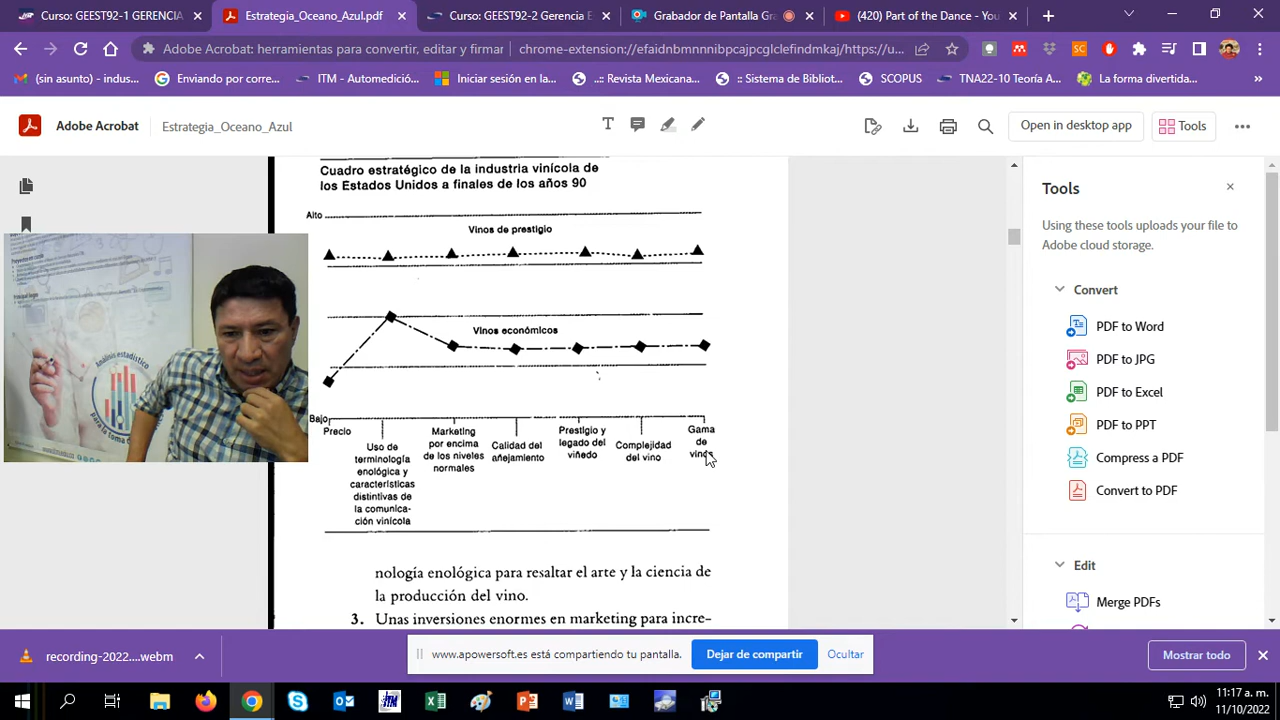 Curso: GEEST92-1 GERENCIA
Estrategia_Oceano_Azul.pdf
Curso: GEEST92-2 Gerencia E
Grabador de Pantalla Gra
(420) Part of the Dance - You
Adobe Acrobat: herramientas para convertir, editar y firmar
chrome-extension://efaidnbmnnnibpcajpcglclefindmkaj/https://u...
(sin asunto) - indus...
Enviando por corre...
ITM - Automedició...
Iniciar sesión en la...
.:: Revista Mexicana...
.:: Sistema de Bibliot...
SCOPUS
TNA22-10 Teoría A...
La forma divertida...
»
Adobe Acrobat
Estrategia_Oceano_Azul
Open in desktop app
Tools
Cuadro estratégico de la industria vinícola de
los Estados Unidos a finales de los años 90
Alto
Vinos de prestigio
Vinos económicos
Bajo
Precio
Uso de
terminología
enológica y
características
distintivas de
la comunica-
ción vinícola
Marketing
por encima
de los niveles
normales
Calidad del
añejamiento
Prestigio y
legado del
viñedo
Complejidad
del vino
Gama
de
vinos
nología enológica para resaltar el arte y la ciencia de
la producción del vino.
3. Unas inversiones enormes en marketing para incre-
análisis estadístico
Tools
Using these tools uploads your file to
Adobe cloud storage.
Convert
PDF to Word
PDF to JPG
PDF to Excel
PDF to PPT
Compress a PDF
Convert to PDF
Edit
Merge PDFs
recording-2022....webm
www.apowersoft.es está compartiendo tu pantalla.
Dejar de compartir
Ocultar
Mostrar todo
11:17 a. m.
11/10/2022